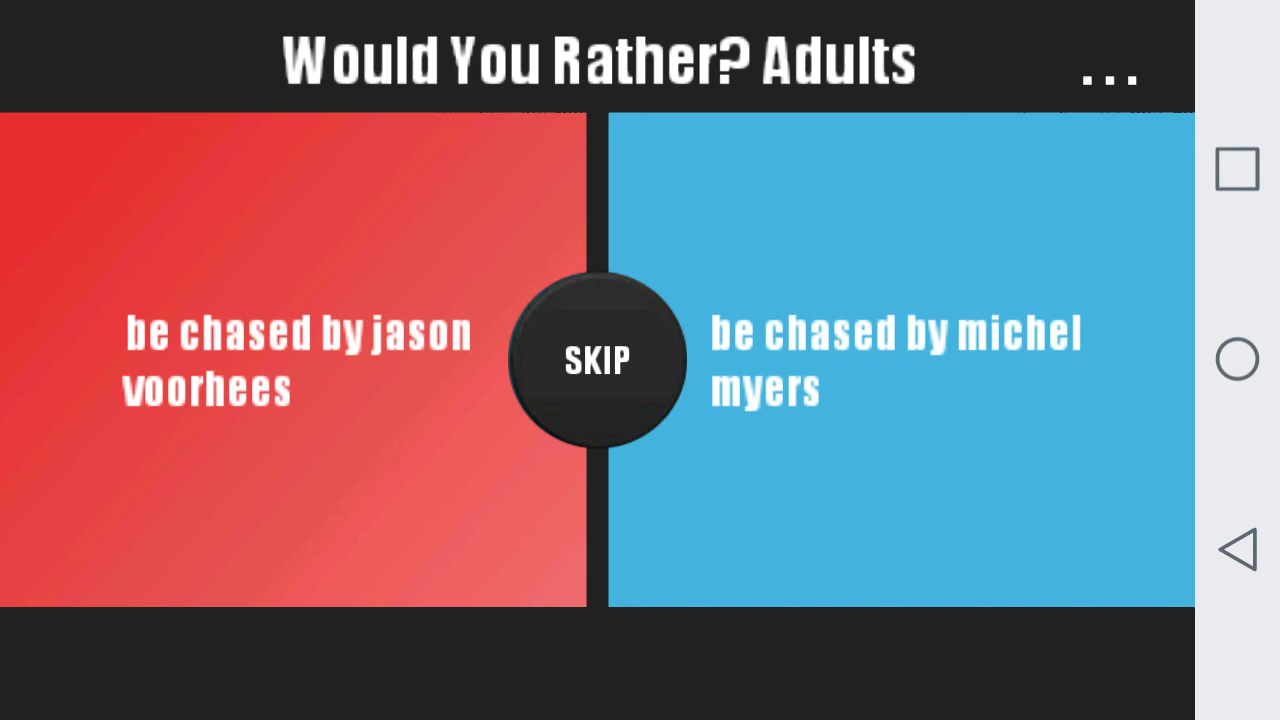 Would You Rather? Adults
...
be chased by jason
voorhees
SKIP
be chased by michel
myers